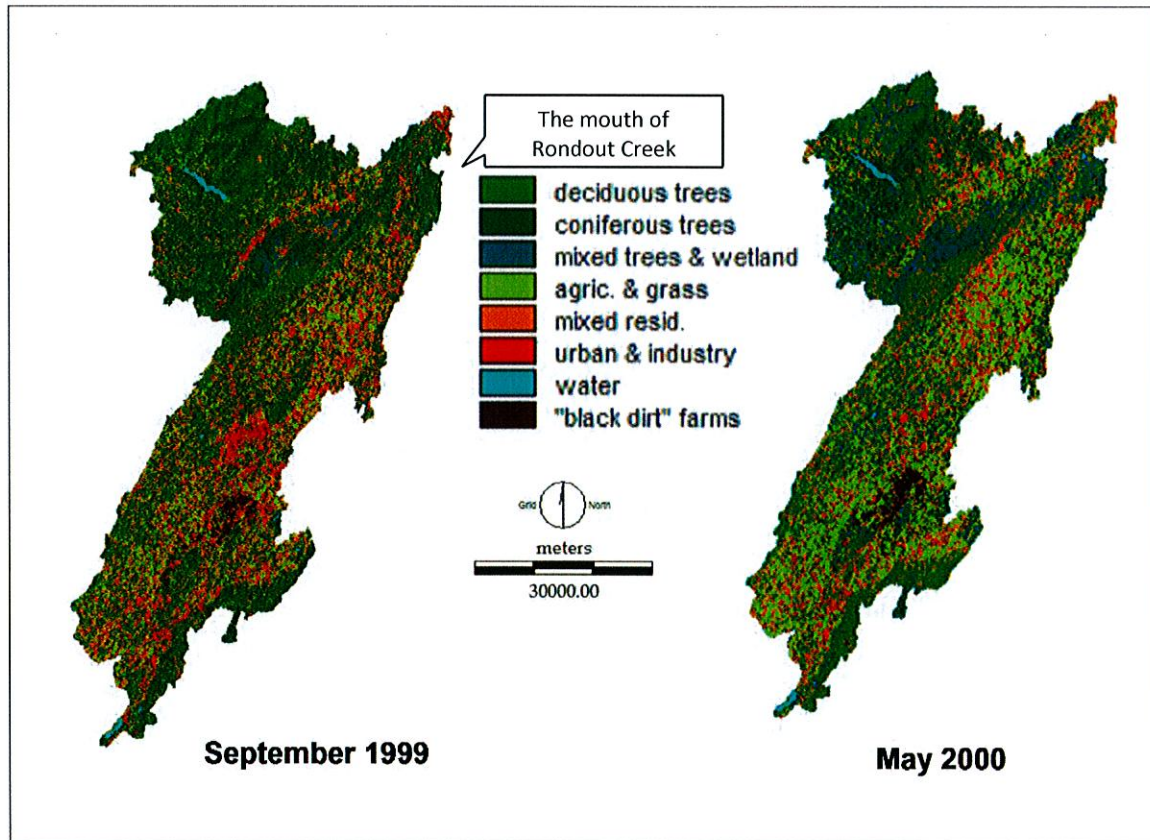 The mouth of
Rondout Creek
deciduous trees
coniferous trees
mixed trees & wetland
agric. & grass
mixed resid.
urban & industry
water
"black dirt" farms
Grid North
meters
30000.00
September 1999
May 2000